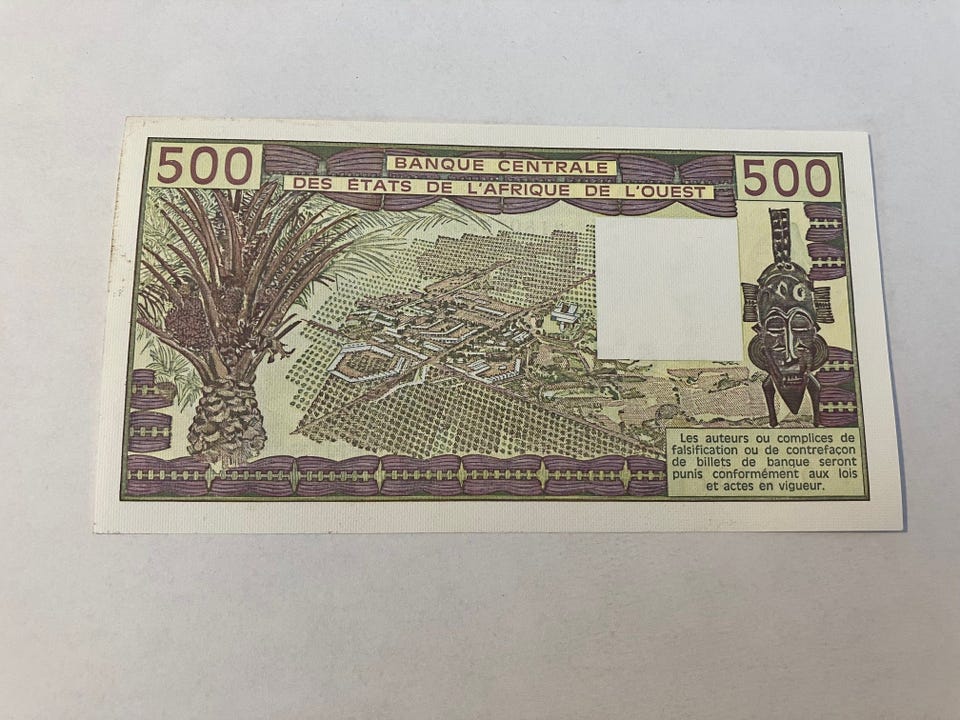 500
BANQUE CENTRALE
DES ÉTATS DE L'AFRIQUE DE L'OUEST
500
Les auteurs ou complices de
falsification ou de contrefaçon
de billets de banque seront
punis conformément aux lois
et actes en vigueur.